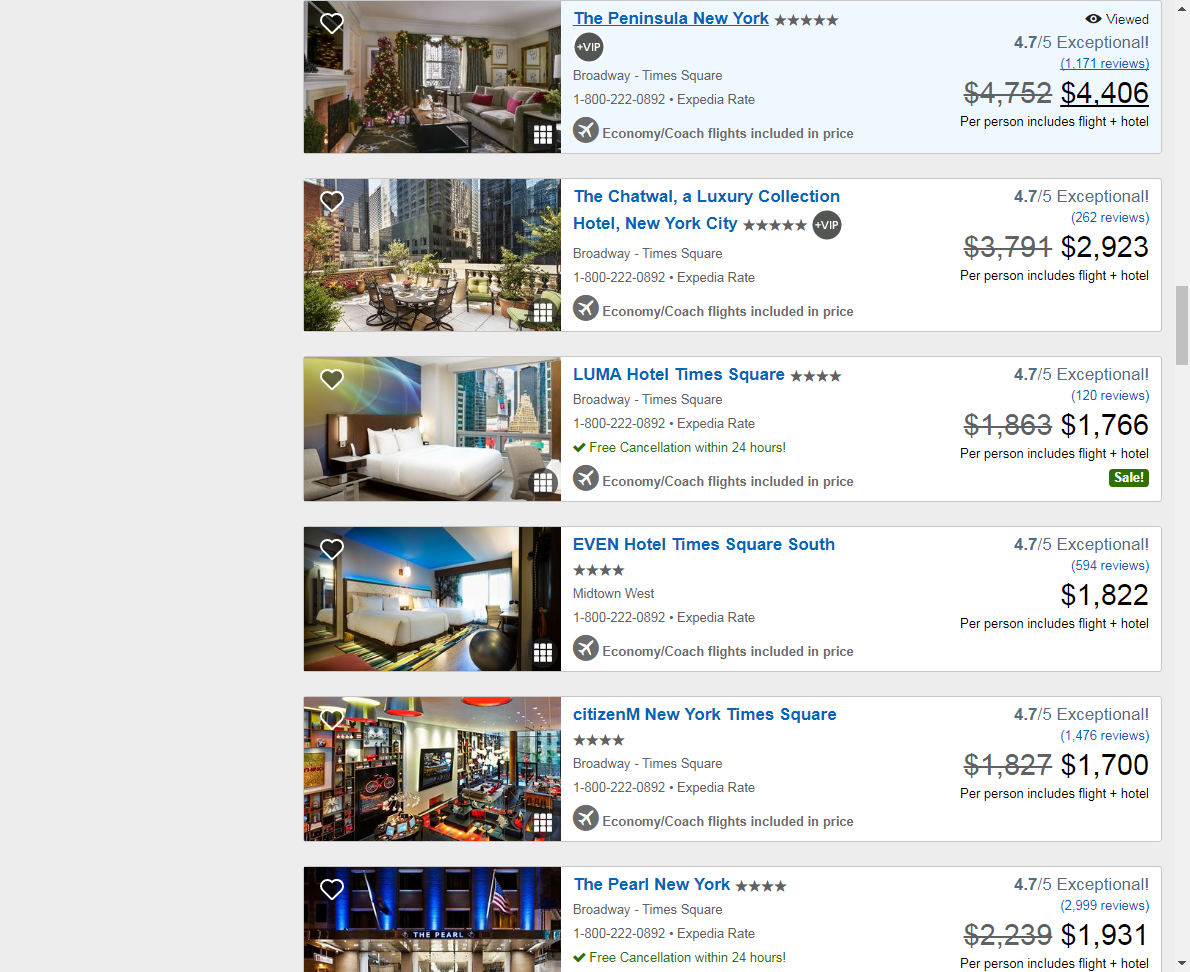 The Peninsula New York ★★★★★
Viewed
+VIP
4.7/5 Exceptional!
(1,171 reviews)
Broadway - Times Square
$4,752 $4,406
1-800-222-0892 • Expedia Rate
Per person includes flight + hotel
Economy/Coach flights included in price
The Chatwal, a Luxury Collection
Hotel, New York City ★★★★★ +VIP
4.7/5 Exceptional!
(262 reviews)
Broadway - Times Square
$3,791 $2,923
1-800-222-0892 • Expedia Rate
Per person includes flight + hotel
Economy/Coach flights included in price
LUMA Hotel Times Square ★★★★
4.7/5 Exceptional!
(120 reviews)
Broadway - Times Square
1-800-222-0892 • Expedia Rate
$1,863 $1,766
Free Cancellation within 24 hours!
Per person includes flight + hotel
Economy/Coach flights included in price
Sale!
EVEN Hotel Times Square South
★★★★
4.7/5 Exceptional!
(594 reviews)
Midtown West
$1,822
1-800-222-0892 • Expedia Rate
Per person includes flight + hotel
Economy/Coach flights included in price
citizenM New York Times Square
★★★★
4.7/5 Exceptional!
(1,476 reviews)
Broadway - Times Square
$1,827 $1,700
1-800-222-0892 • Expedia Rate
Per person includes flight + hotel
Economy/Coach flights included in price
THE PEARL
The Pearl New York ★★★★
4.7/5 Exceptional!
(2,999 reviews)
Broadway - Times Square
1-800-222-0892 • Expedia Rate
$2,239 $1,931
Free Cancellation within 24 hours!
Per person includes flight + hotel